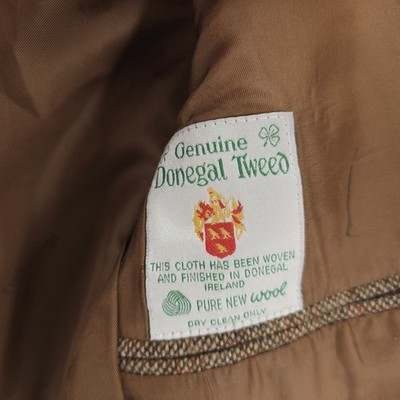 Genuine
Donegal Tweed
THIS CLOTH HAS BEEN WOVEN
AND FINISHED IN DONEGAL
IRELAND
PURE NEW wool
DRY CLEAN ONLY